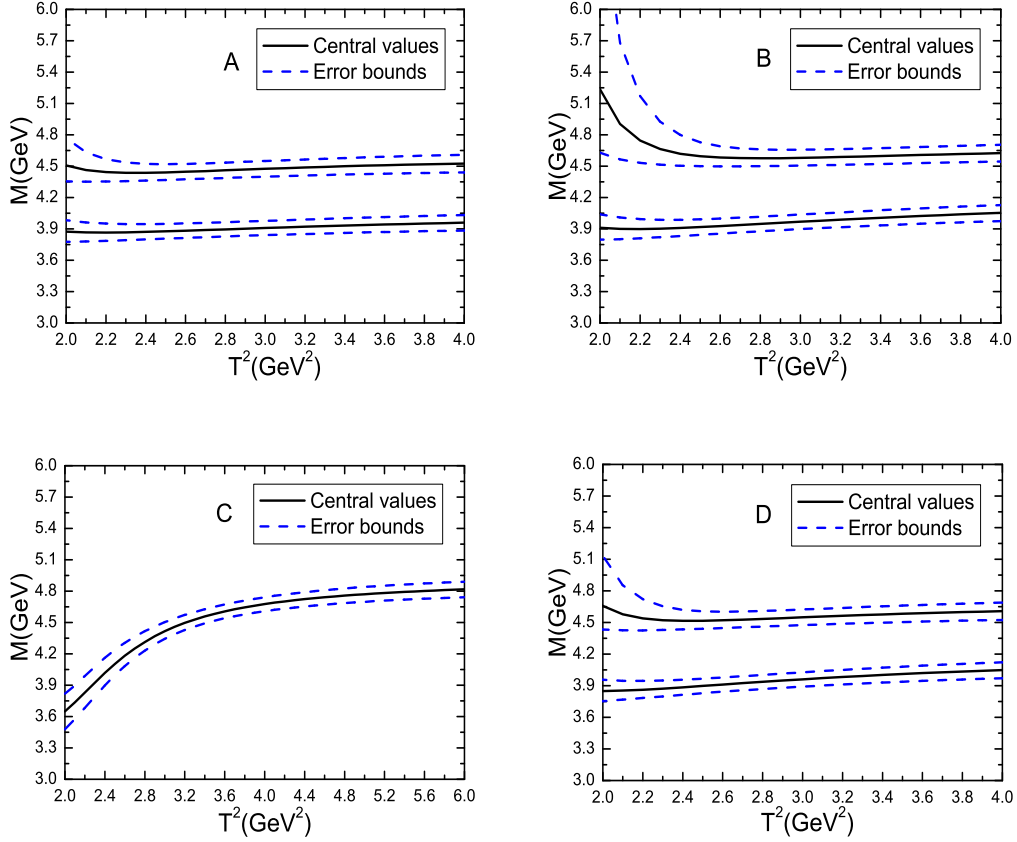 A
Central values
Error bounds
M(GeV)
6.0
5.7
5.4
5.1
4.8
4.5
4.2
3.9
3.6
3.3
3.0
2.0 2.2 2.4 2.6 2.8 3.0 3.2 3.4 3.6 3.8 4.0
T²(GeV²)
B
Central values
Error bounds
M(GeV)
6.0
5.7
5.4
5.1
4.8
4.5
4.2
3.9
3.6
3.3
3.0
2.0 2.2 2.4 2.6 2.8 3.0 3.2 3.4 3.6 3.8 4.0
T²(GeV²)
C
Central values
Error bounds
M(GeV)
6.0
5.7
5.4
5.1
4.8
4.5
4.2
3.9
3.6
3.3
3.0
2.0 2.4 2.8 3.2 3.6 4.0 4.4 4.8 5.2 5.6 6.0
T²(GeV²)
D
Central values
Error bounds
M(GeV)
6.0
5.7
5.4
5.1
4.8
4.5
4.2
3.9
3.6
3.3
3.0
2.0 2.2 2.4 2.6 2.8 3.0 3.2 3.4 3.6 3.8 4.0
T²(GeV²)